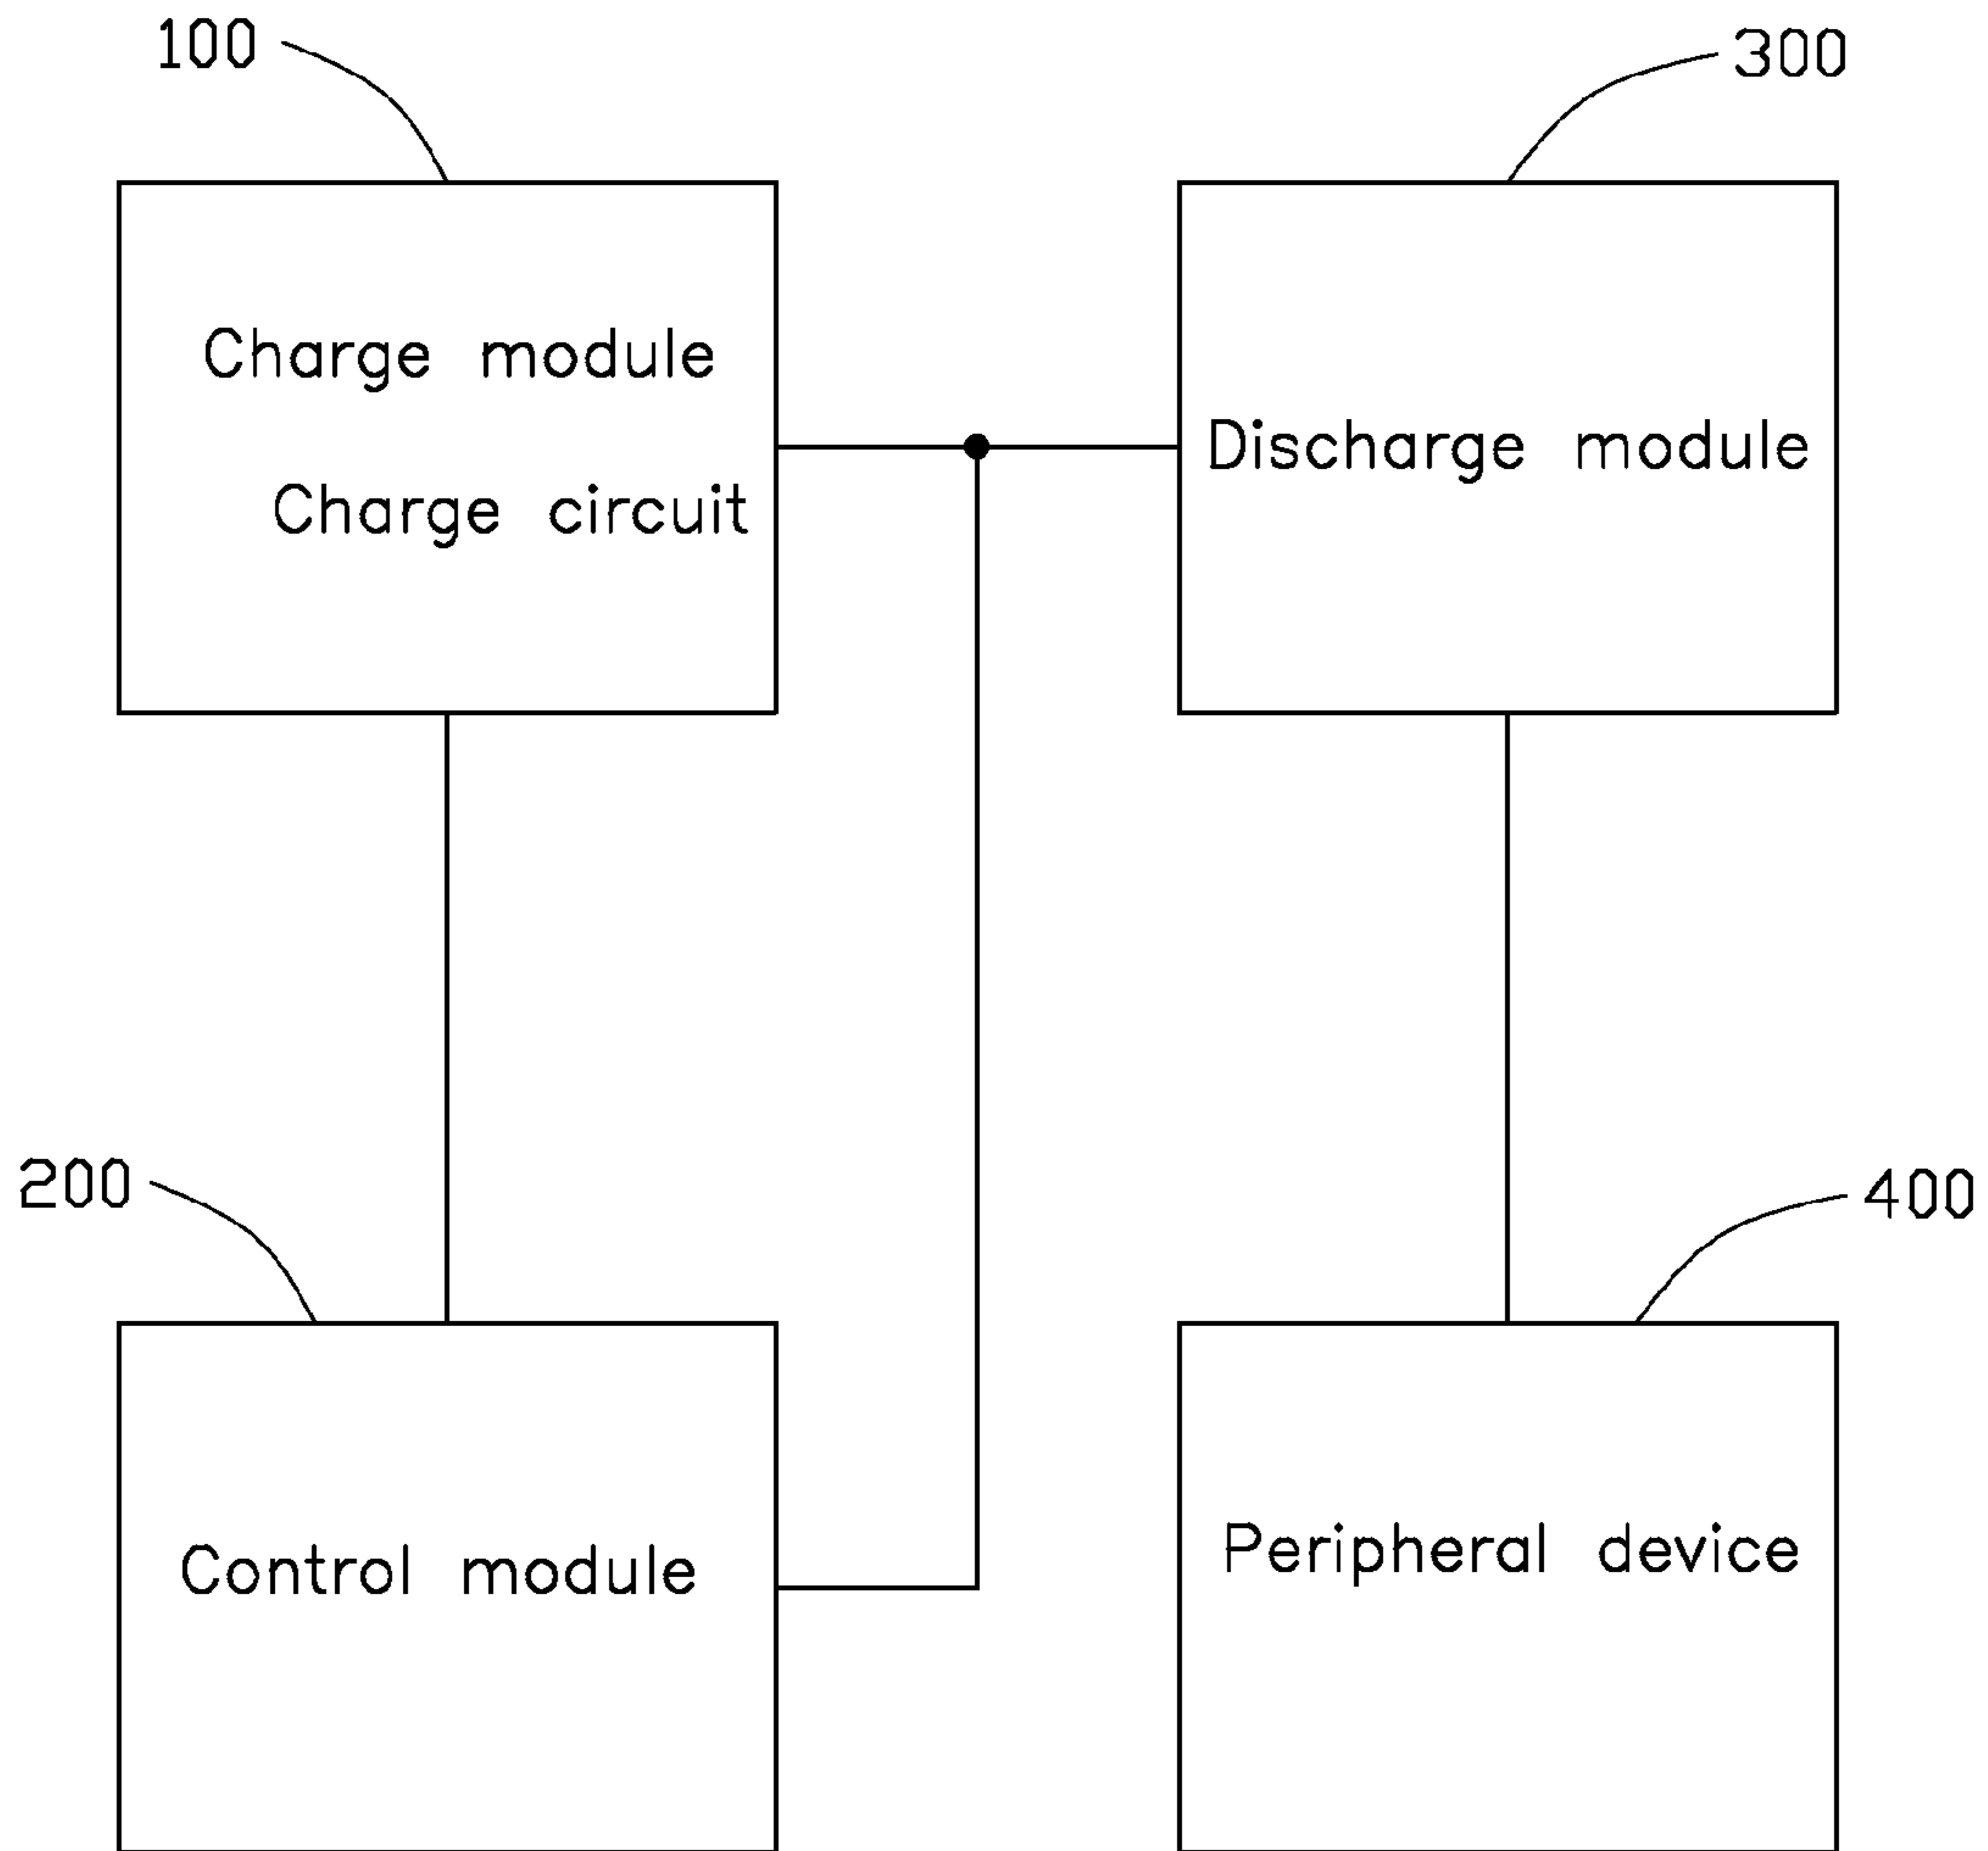 100
300
Charge module
Charge circuit
Discharge module
200
400
Control module
Peripheral device